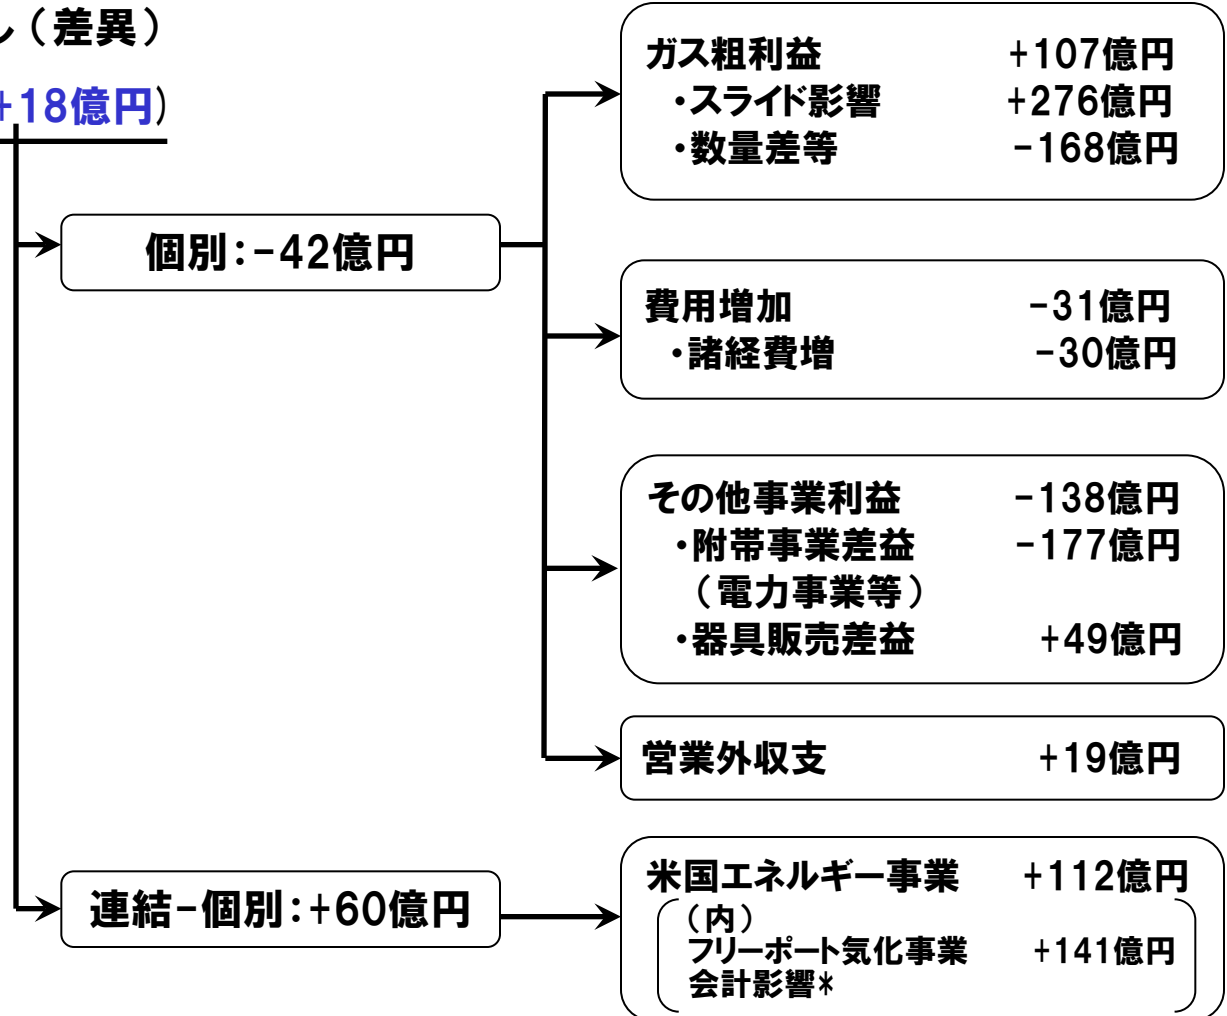 し（差異）
+18億円）
個別：-42億円
連結-個別：+60億円
ガス粗利益 +107億円
・スライド影響 +276億円
・数量差等 -168億円
費用増加 -31億円
・諸経費増 -30億円
その他事業利益 -138億円
・附帯事業差益 -177億円
（電力事業等）
・器具販売差益 +49億円
営業外収支 +19億円
米国エネルギー事業 +112億円
（内）
フリーポート気化事業 +141億円
会計影響*